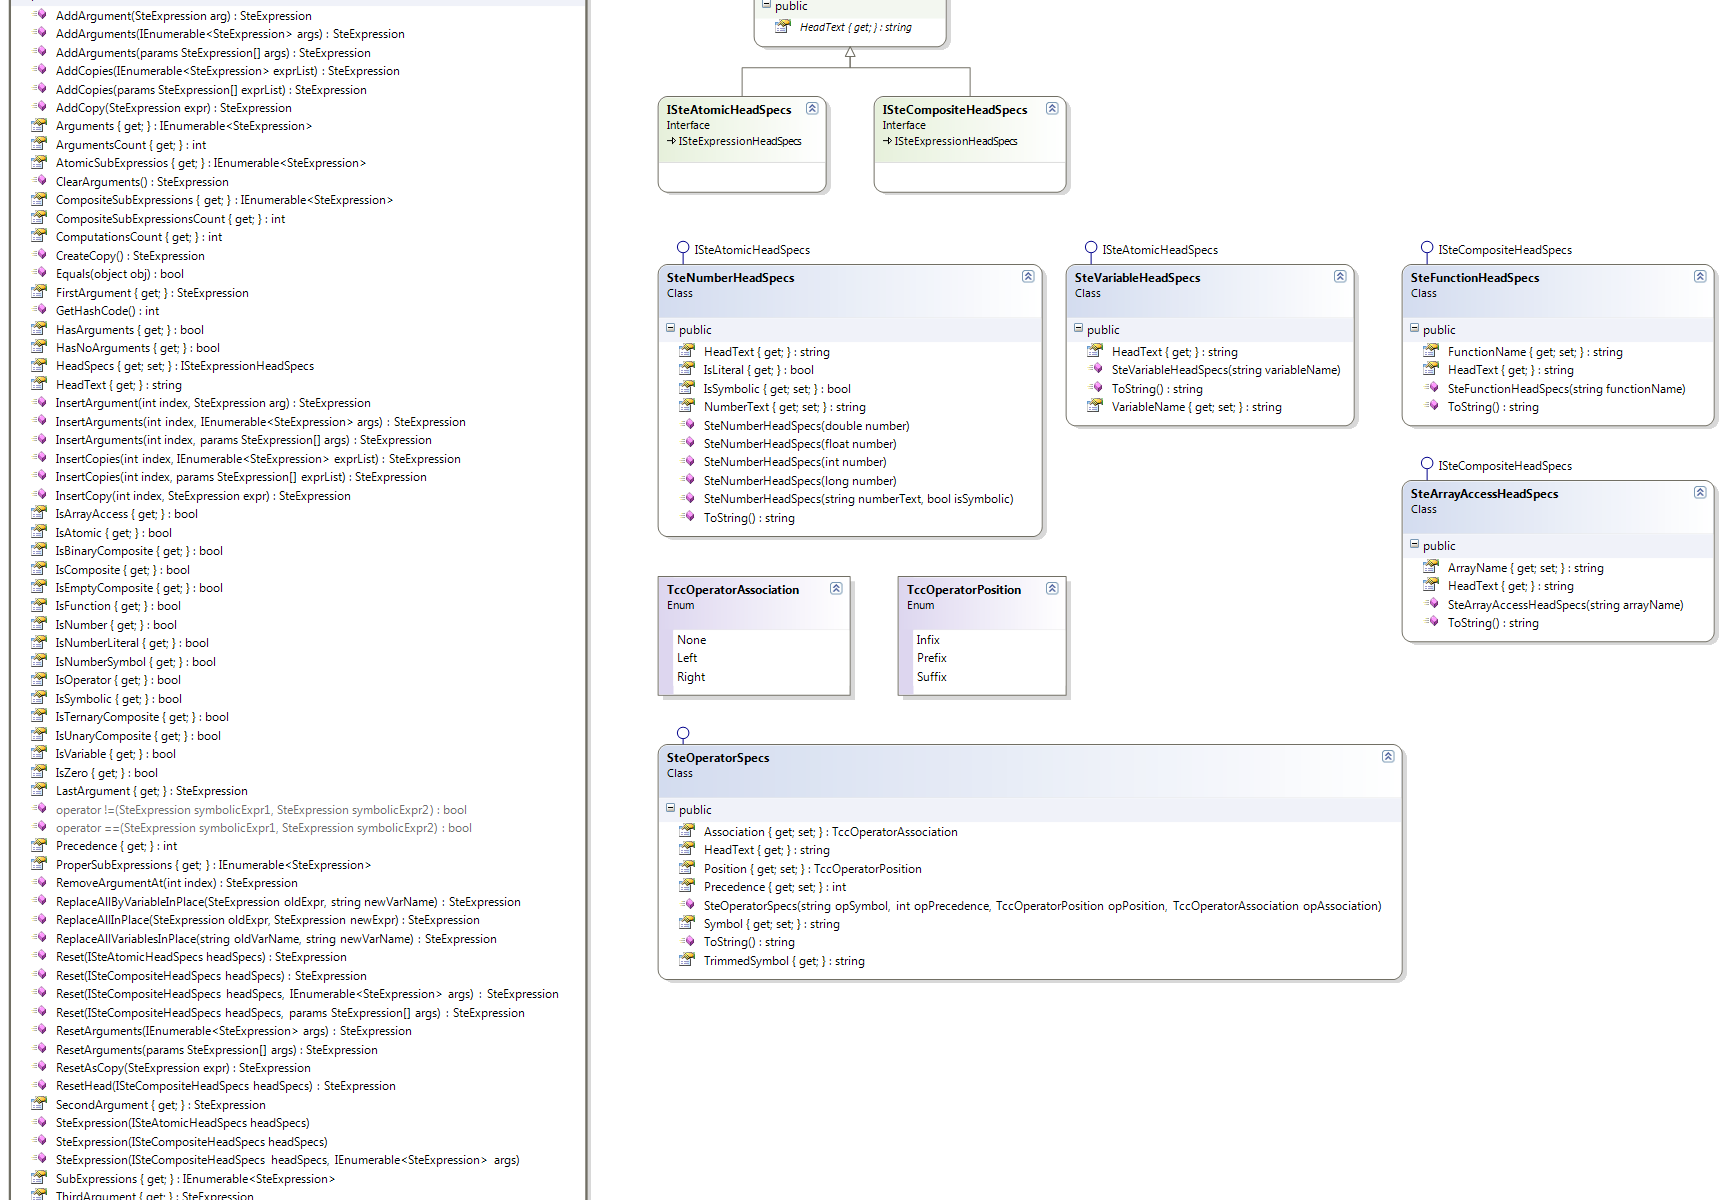 AddArgument(SteExpression arg) : SteExpression
AddArguments(IEnumerable<SteExpression> args) : SteExpression
AddArguments(params SteExpression[] args) : SteExpression
AddCopies(IEnumerable<SteExpression> exprList) : SteExpression
AddCopies(params SteExpression[] exprList) : SteExpression
AddCopy(SteExpression expr) : SteExpression
Arguments { get; } : IEnumerable<SteExpression>
ArgumentsCount { get; } : int
AtomicSubExpressios { get; } : IEnumerable<SteExpression>
ClearArguments() : SteExpression
CompositeSubExpressions { get; } : IEnumerable<SteExpression>
CompositeSubExpressionsCount { get; } : int
ComputationsCount { get; } : int
CreateCopy() : SteExpression
Equals(object obj) : bool
FirstArgument { get; } : SteExpression
GetHashCode() : int
HasArguments { get; } : bool
HasNoArguments { get; } : bool
HeadSpecs { get; set; } : ISteExpressionHeadSpecs
HeadText { get; } : string
InsertArgument(int index, SteExpression arg) : SteExpression
InsertArguments(int index, IEnumerable<SteExpression> args) : SteExpression
InsertArguments(int index, params SteExpression[] args) : SteExpression
InsertCopies(int index, IEnumerable<SteExpression> exprList) : SteExpression
InsertCopies(int index, params SteExpression[] exprList) : SteExpression
InsertCopy(int index, SteExpression expr) : SteExpression
IsArrayAccess { get; } : bool
IsAtomic { get; } : bool
IsBinaryComposite { get; } : bool
IsComposite { get; } : bool
IsEmptyComposite { get; } : bool
IsFunction { get; } : bool
IsNumber { get; } : bool
IsNumberLiteral { get; } : bool
IsNumberSymbol { get; } : bool
IsOperator { get; } : bool
IsSymbolic { get; } : bool
IsTernaryComposite { get; } : bool
IsUnaryComposite { get; } : bool
IsVariable { get; } : bool
IsZero { get; } : bool
LastArgument { get; } : SteExpression
operator !=(SteExpression symbolicExpr1, SteExpression symbolicExpr2) : bool
operator ==(SteExpression symbolicExpr1, SteExpression symbolicExpr2) : bool
Precedence { get; } : int
ProperSubExpressions { get; } : IEnumerable<SteExpression>
RemoveArgumentAt(int index) : SteExpression
ReplaceAllByVariableInPlace(SteExpression oldExpr, string newVarName) : SteExpression
ReplaceAllInPlace(SteExpression oldExpr, SteExpression newExpr) : SteExpression
ReplaceAllVariablesInPlace(string oldVarName, string newVarName) : SteExpression
Reset(ISteAtomicHeadSpecs headSpecs) : SteExpression
Reset(ISteCompositeHeadSpecs headSpecs) : SteExpression
Reset(ISteCompositeHeadSpecs headSpecs, IEnumerable<SteExpression> args) : SteExpression
Reset(ISteCompositeHeadSpecs headSpecs, params SteExpression[] args) : SteExpression
ResetArguments(IEnumerable<SteExpression> args) : SteExpression
ResetArguments(params SteExpression[] args) : SteExpression
ResetAsCopy(SteExpression expr) : SteExpression
ResetHead(ISteCompositeHeadSpecs headSpecs) : SteExpression
SecondArgument { get; } : SteExpression
SteExpression(ISteAtomicHeadSpecs headSpecs)
SteExpression(ISteCompositeHeadSpecs headSpecs)
SteExpression(ISteCompositeHeadSpecs headSpecs, IEnumerable<SteExpression> args)
SubExpressions { get; } : IEnumerable<SteExpression>
ThirdArgument { get; } : SteExpression
public
HeadText { get; } : string
ISteAtomicHeadSpecs
Interface
ISteExpressionHeadSpecs
ISteCompositeHeadSpecs
Interface
ISteExpressionHeadSpecs
ISteAtomicHeadSpecs
SteNumberHeadSpecs
Class
public
HeadText { get; } : string
IsLiteral { get; } : bool
IsSymbolic { get; set; } : bool
NumberText { get; set; } : string
SteNumberHeadSpecs(double number)
SteNumberHeadSpecs(float number)
SteNumberHeadSpecs(int number)
SteNumberHeadSpecs(long number)
SteNumberHeadSpecs(string numberText, bool isSymbolic)
ToString() : string
ISteAtomicHeadSpecs
SteVariableHeadSpecs
Class
public
HeadText { get; } : string
SteVariableHeadSpecs(string variableName)
ToString() : string
VariableName { get; set; } : string
ISteCompositeHeadSpecs
SteFunctionHeadSpecs
Class
public
FunctionName { get; set; } : string
HeadText { get; } : string
SteFunctionHeadSpecs(string functionName)
ToString() : string
ISteCompositeHeadSpecs
SteArrayAccessHeadSpecs
Class
public
ArrayName { get; set; } : string
HeadText { get; } : string
SteArrayAccessHeadSpecs(string arrayName)
ToString() : string
TccOperatorAssociation
Enum
None
Left
Right
TccOperatorPosition
Enum
Infix
Prefix
Suffix
SteOperatorSpecs
Class
public
Association { get; set; } : TccOperatorAssociation
HeadText { get; } : string
Position { get; set; } : TccOperatorPosition
Precedence { get; set; } : int
SteOperatorSpecs(string opSymbol, int opPrecedence, TccOperatorPosition opPosition, TccOperatorAssociation opAssociation)
Symbol { get; set; } : string
ToString() : string
TrimmedSymbol { get; } : string